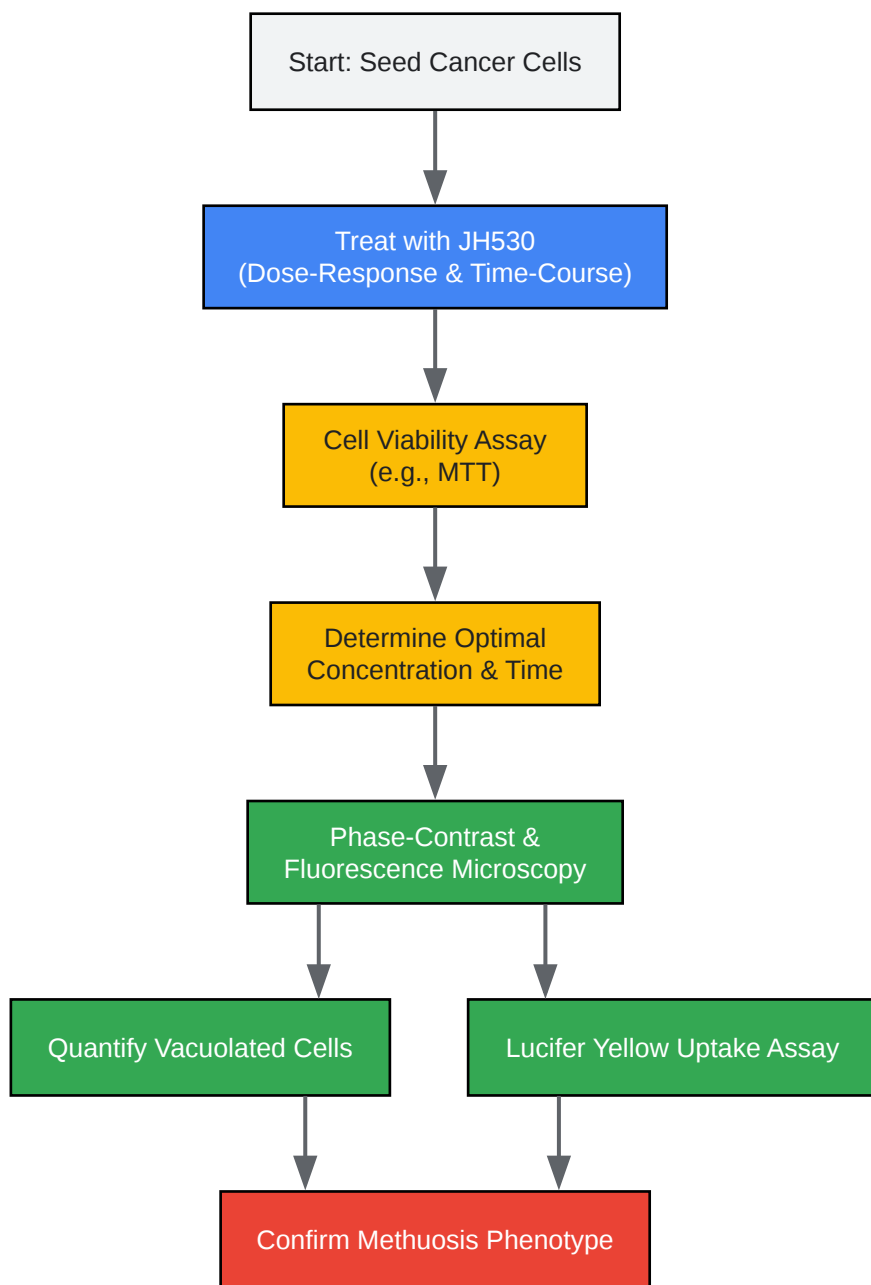 Start: Seed Cancer Cells
Treat with JH530
(Dose-Response & Time-Course)
Cell Viability Assay
(e.g., MTT)
Determine Optimal
Concentration & Time
Phase-Contrast &
Fluorescence Microscopy
Quantify Vacuolated Cells
Lucifer Yellow Uptake Assay
Confirm Methuosis Phenotype